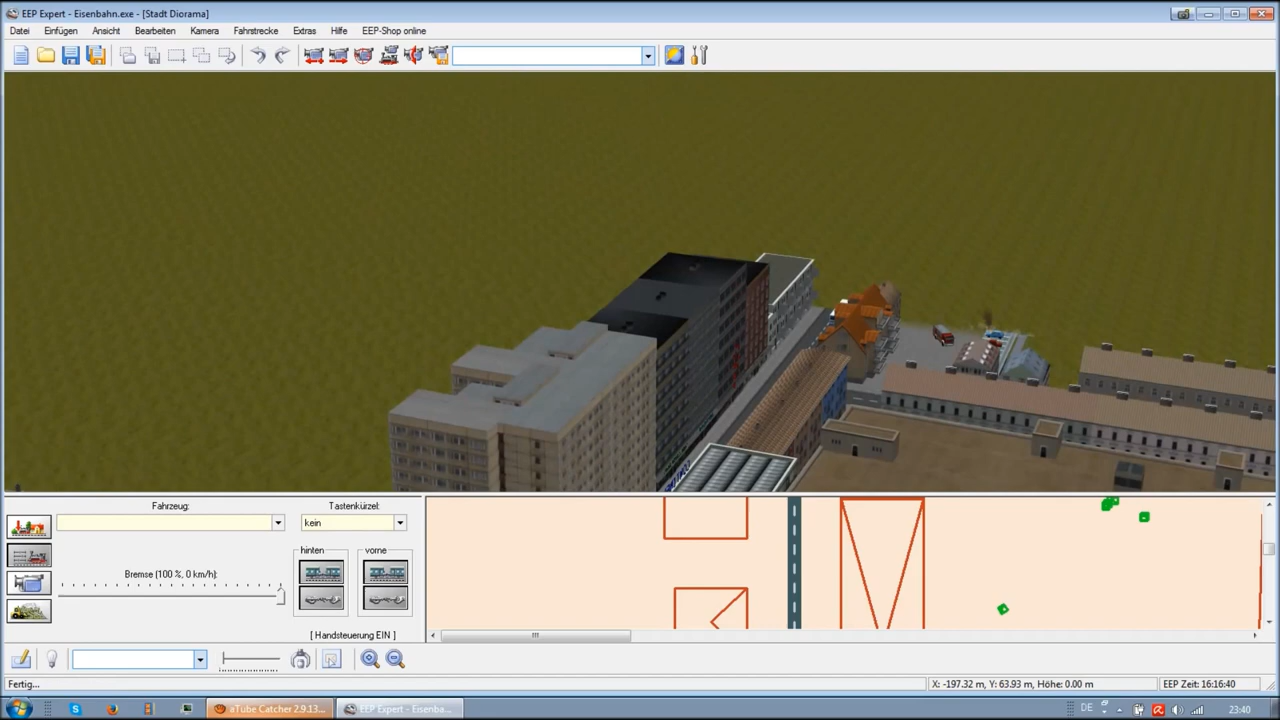 EEP Expert - Eisenbahn.exe - [Stadt Diorama]
Datei Einfügen Ansicht Bearbeiten Kamera Fahrstrecke Extras Hilfe EEP-Shop online
Fahrzeug: Tastenkürzel:
kein
hinten vorne
Bremse (100 %, 0 km/h):
[ Handsteuerung EIN ]
Fertig... X: -197.32 m, Y: 63.93 m, Höhe: 0.00 m EEP Zeit: 16:16:40
aTube Catcher 2.9.13... EEP Expert - Eisenba... DE 23:40